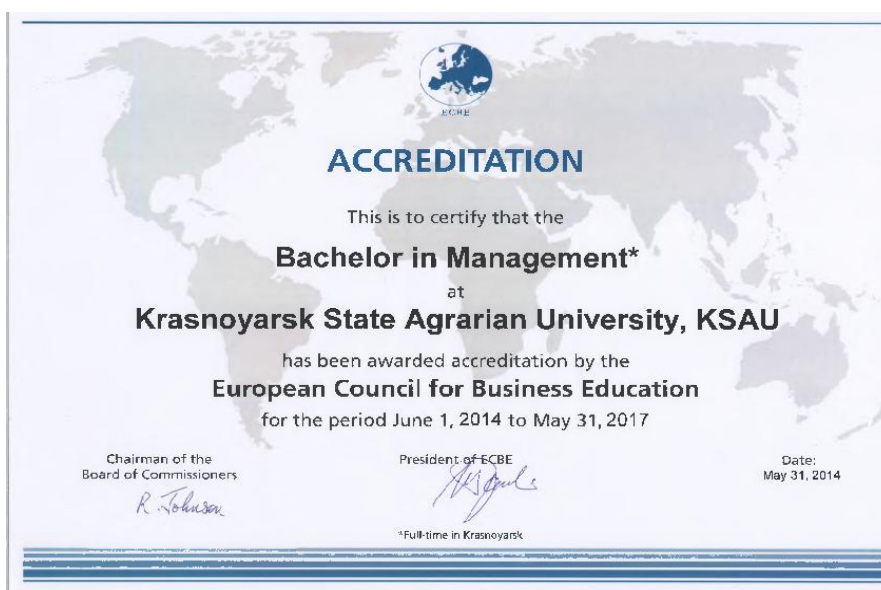 ECBE
ACCREDITATION
This is to certify that the
Bachelor in Management*
at
Krasnoyarsk State Agrarian University, KSAU
has been awarded accreditation by the
European Council for Business Education
for the period June 1, 2014 to May 31, 2017
Chairman of the
Board of Commissioners
R. Johnson
President of ECBE
Date:
May 31, 2014
*Full-time in Krasnoyarsk